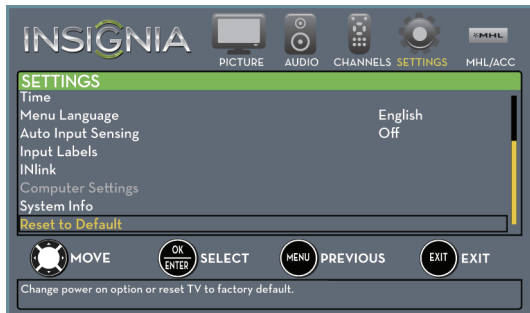 INSIGNIA
PICTURE AUDIO CHANNELS SETTINGS MHL/ACC
MHL
SETTINGS
Time
Menu Language English
Auto Input Sensing Off
Input Labels
INlink
Computer Settings
System Info
Reset to Default
MOVE OK ENTER SELECT MENU PREVIOUS EXIT EXIT
Change power on option or reset TV to factory default.